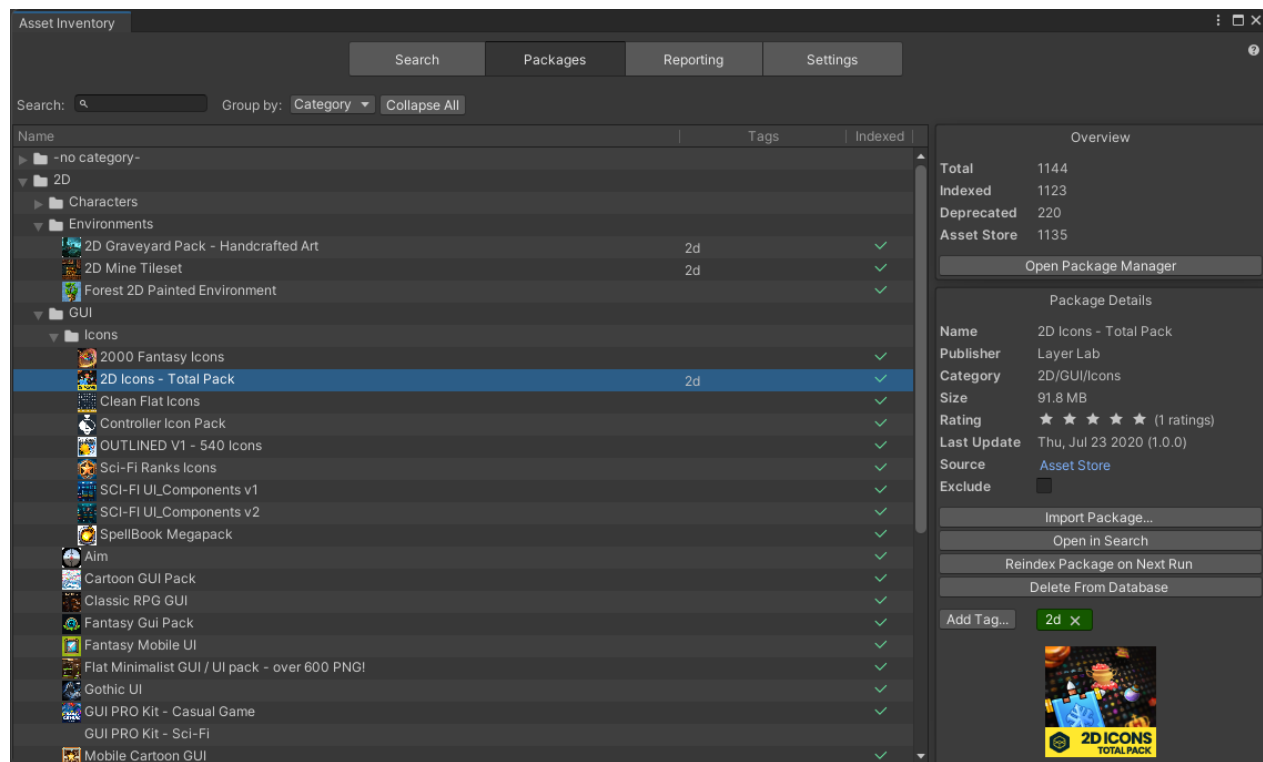 Asset Inventory
Search Packages Reporting Settings
Search: Group by: Category Collapse All
Name Tags Indexed
-no category-
2D
Characters
Environments
2D Graveyard Pack - Handcrafted Art 2d
2D Mine Tileset 2d
Forest 2D Painted Environment
GUI
Icons
2000 Fantasy Icons
2D Icons - Total Pack 2d
Clean Flat Icons
Controller Icon Pack
OUTLINED V1 - 540 Icons
Sci-Fi Ranks Icons
SCI-FI UI_Components v1
SCI-FI UI_Components v2
SpellBook Megapack
Aim
Cartoon GUI Pack
Classic RPG GUI
Fantasy Gui Pack
Fantasy Mobile UI
Flat Minimalist GUI / UI pack - over 600 PNG!
Gothic UI
GUI PRO Kit - Casual Game
GUI PRO Kit - Sci-Fi
Mobile Cartoon GUI
Overview
Total 1144
Indexed 1123
Deprecated 220
Asset Store 1135
Open Package Manager
Package Details
Name 2D Icons - Total Pack
Publisher Layer Lab
Category 2D/GUI/Icons
Size 91.8 MB
Rating ★ ★ ★ ★ ★ (1 ratings)
Last Update Thu, Jul 23 2020 (1.0.0)
Source Asset Store
Exclude
Import Package...
Open in Search
Reindex Package on Next Run
Delete From Database
Add Tag... 2d
2D ICONS
TOTAL PACK